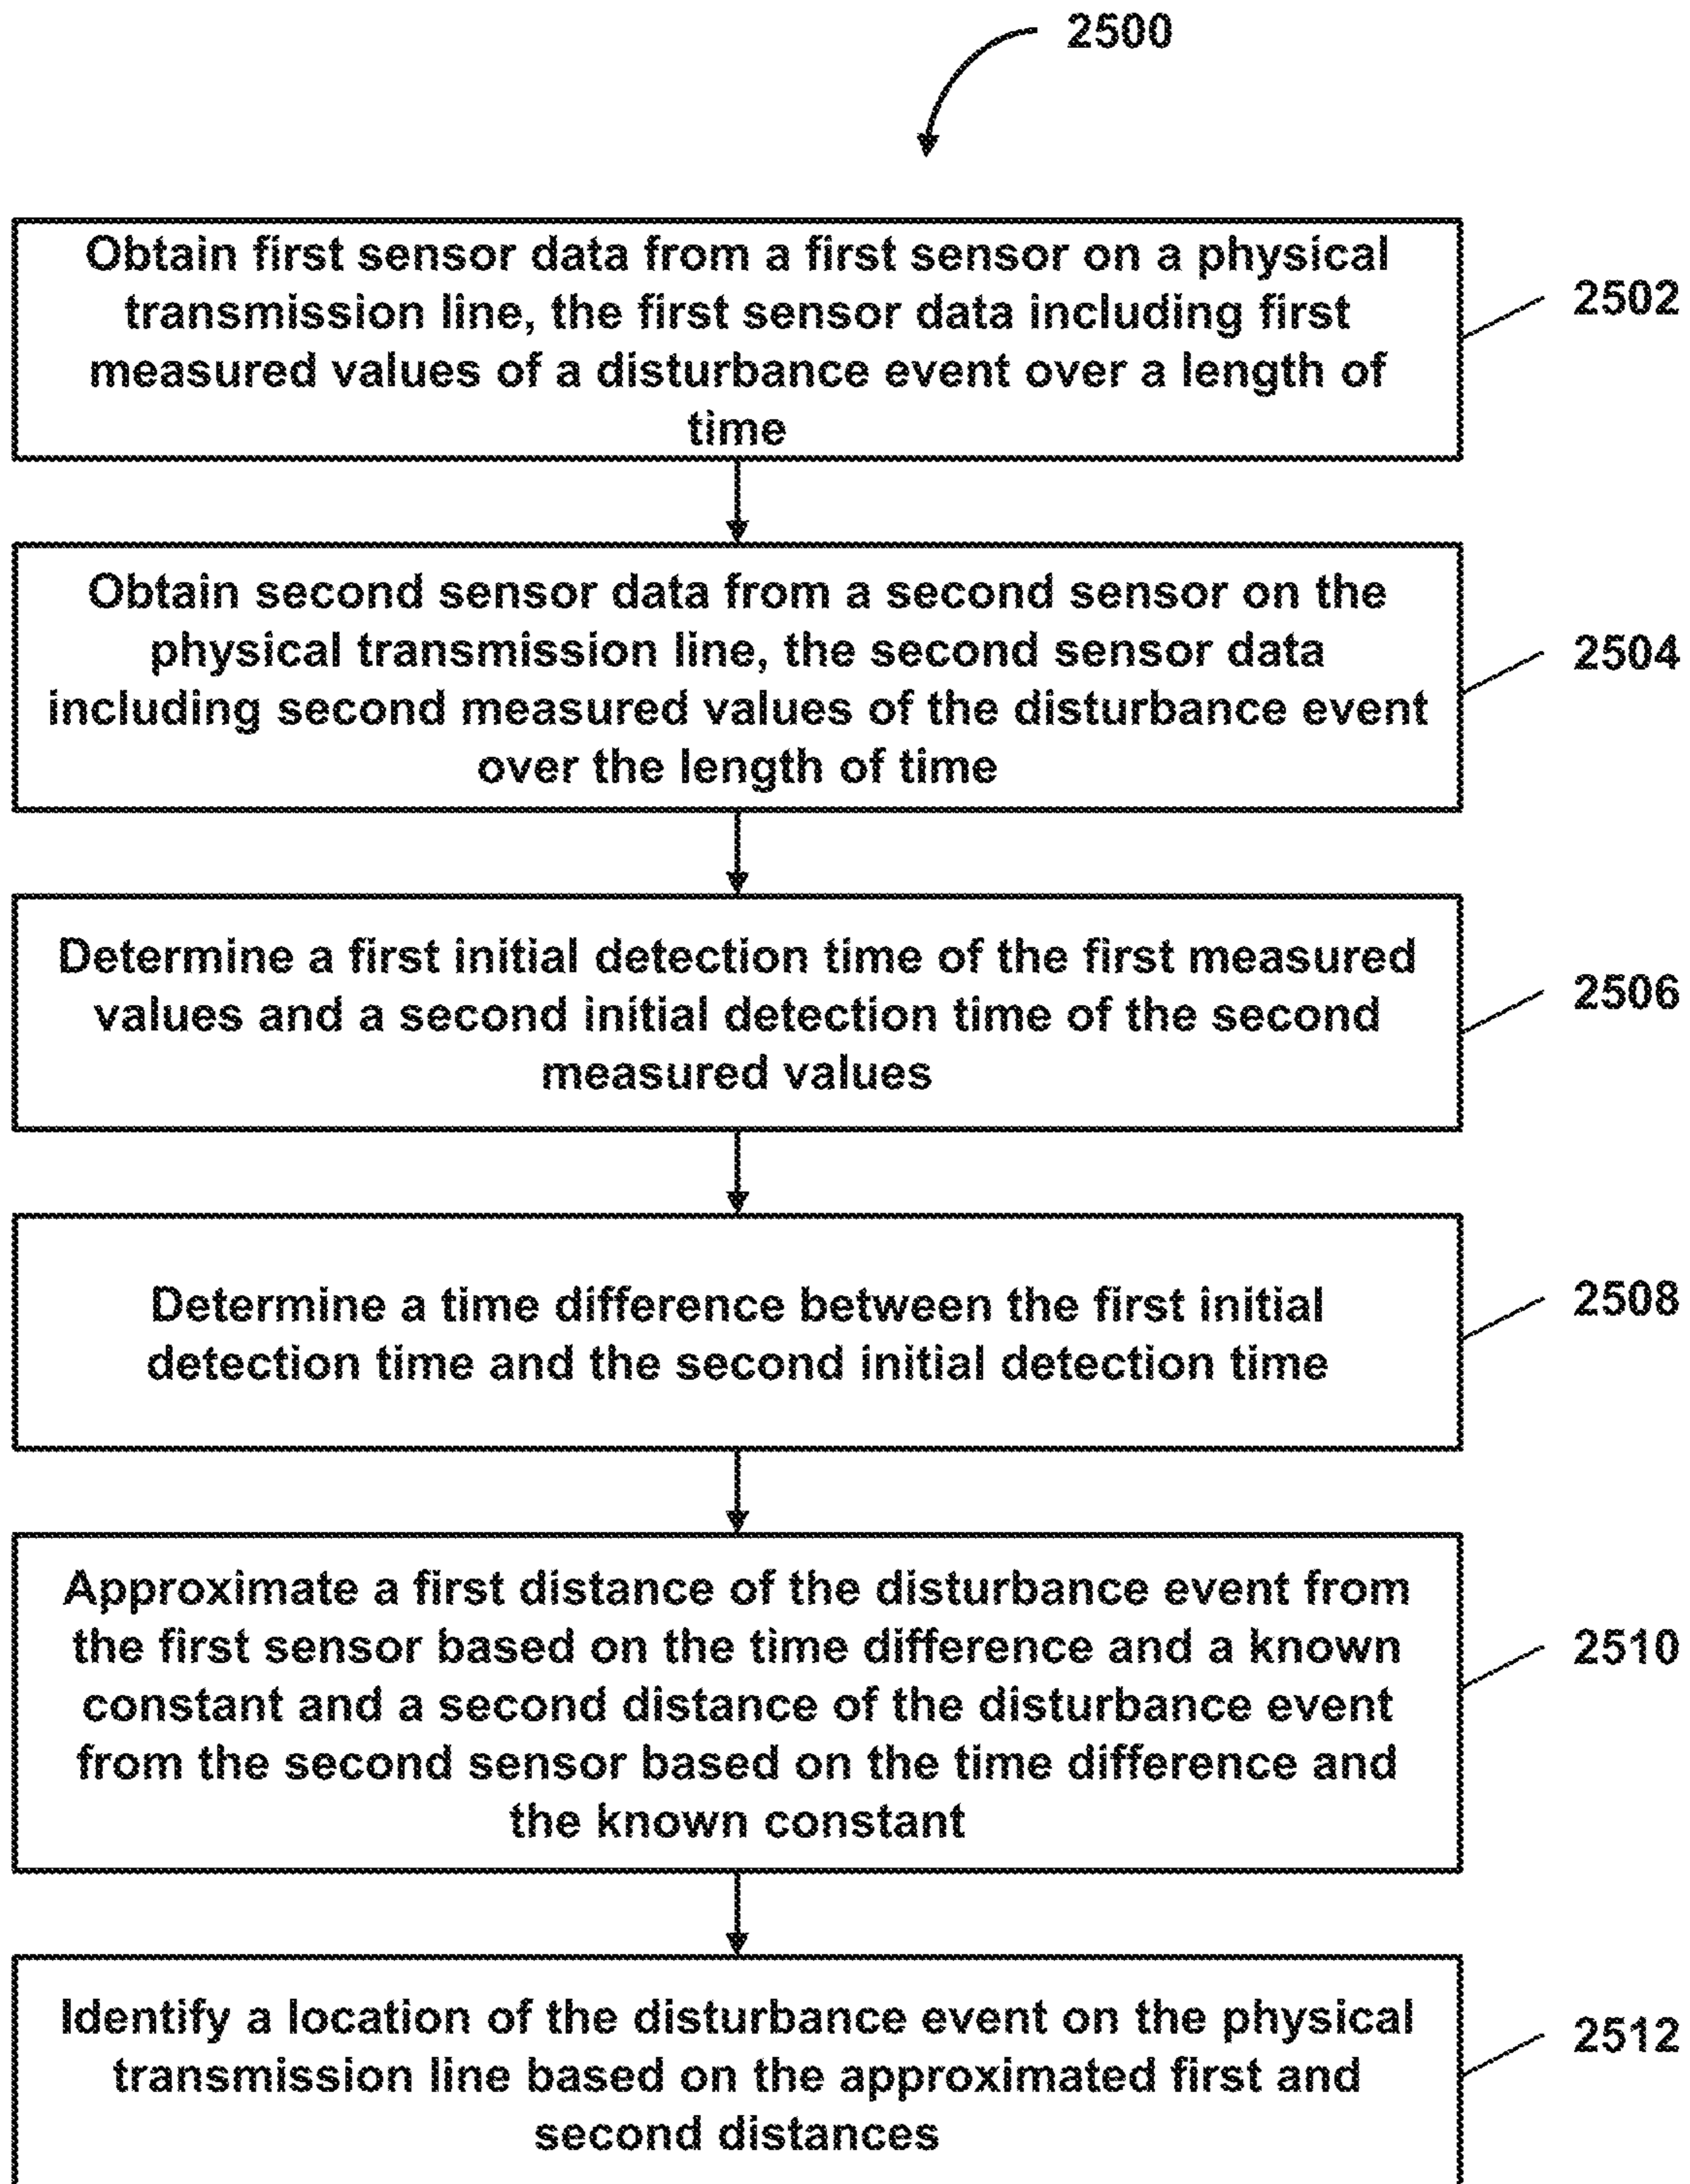 2500
Obtain first sensor data from a first sensor on a physical
transmission line, the first sensor data including first
measured values of a disturbance event over a length of
time
2502
Obtain second sensor data from a second sensor on the
physical transmission line, the second sensor data
including second measured values of the disturbance event
over the length of time
2504
Determine a first initial detection time of the first measured
values and a second initial detection time of the second
measured values
2506
Determine a time difference between the first initial
detection time and the second initial detection time
2508
Approximate a first distance of the disturbance event from
the first sensor based on the time difference and a known
constant and a second distance of the disturbance event
from the second sensor based on the time difference and
the known constant
2510
Identify a location of the disturbance event on the physical
transmission line based on the approximated first and
second distances
2512